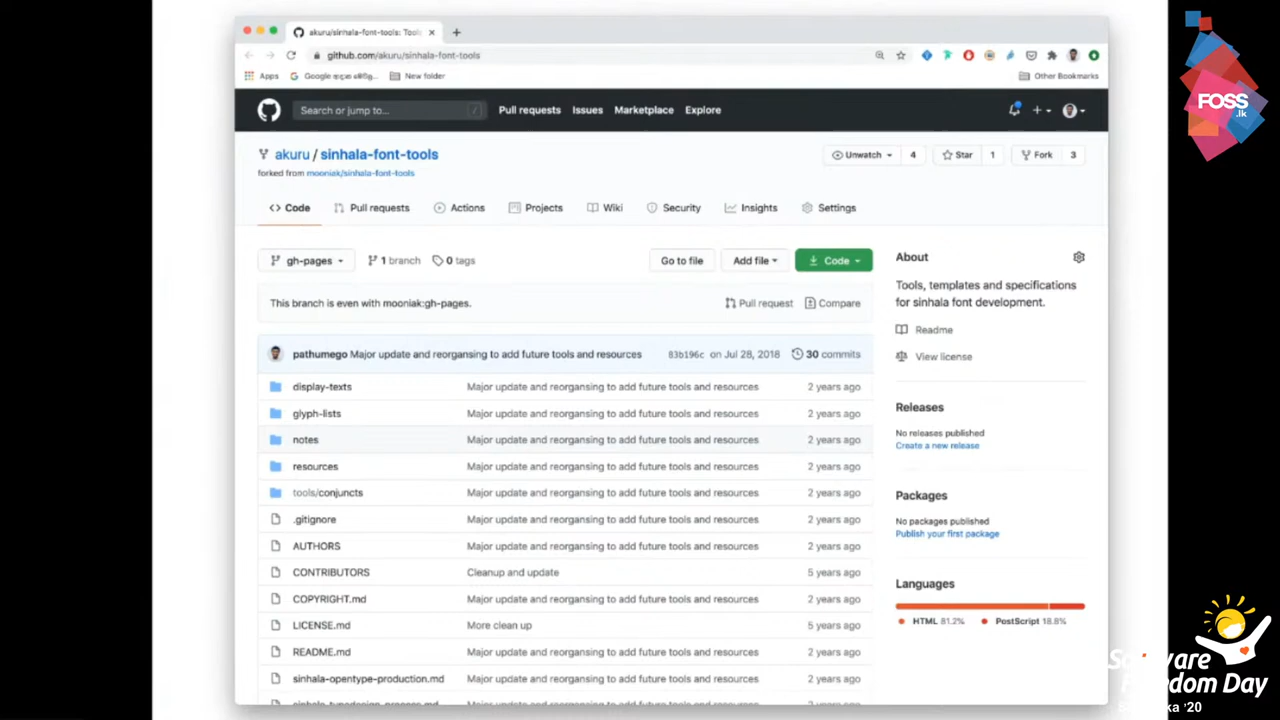 akuru/sinhala-font-tools: Tools
github.com/akuru/sinhala-font-tools
Apps
Google
New folder
Other Bookmarks
Search or jump to...
/
Pull requests
Issues
Marketplace
Explore
akuru / sinhala-font-tools
forked from mooniak/sinhala-font-tools
Unwatch 4
Star 1
Fork 3
Code
Pull requests
Actions
Projects
Wiki
Security
Insights
Settings
gh-pages
1 branch
0 tags
Go to file
Add file
Code
This branch is even with mooniak:gh-pages.
Pull request
Compare
pathumego Major update and reorgansing to add future tools and resources 83b196c on Jul 28, 2018 30 commits
display-texts Major update and reorgansing to add future tools and resources 2 years ago
glyph-lists Major update and reorgansing to add future tools and resources 2 years ago
notes Major update and reorgansing to add future tools and resources 2 years ago
resources Major update and reorgansing to add future tools and resources 2 years ago
tools/conjuncts Major update and reorgansing to add future tools and resources 2 years ago
.gitignore Major update and reorgansing to add future tools and resources 2 years ago
AUTHORS Major update and reorgansing to add future tools and resources 2 years ago
CONTRIBUTORS Cleanup and update 5 years ago
COPYRIGHT.md Major update and reorgansing to add future tools and resources 2 years ago
LICENSE.md More clean up 5 years ago
README.md Major update and reorgansing to add future tools and resources 2 years ago
sinhala-opentype-production.md Major update and reorgansing to add future tools and resources 2 years ago
About
Tools, templates and specifications
for sinhala font development.
Readme
View license
Releases
No releases published
Create a new release
Packages
No packages published
Publish your first package
Languages
HTML 81.2%
PostScript 18.8%
FOSS
.lk
Freedom Day
'20